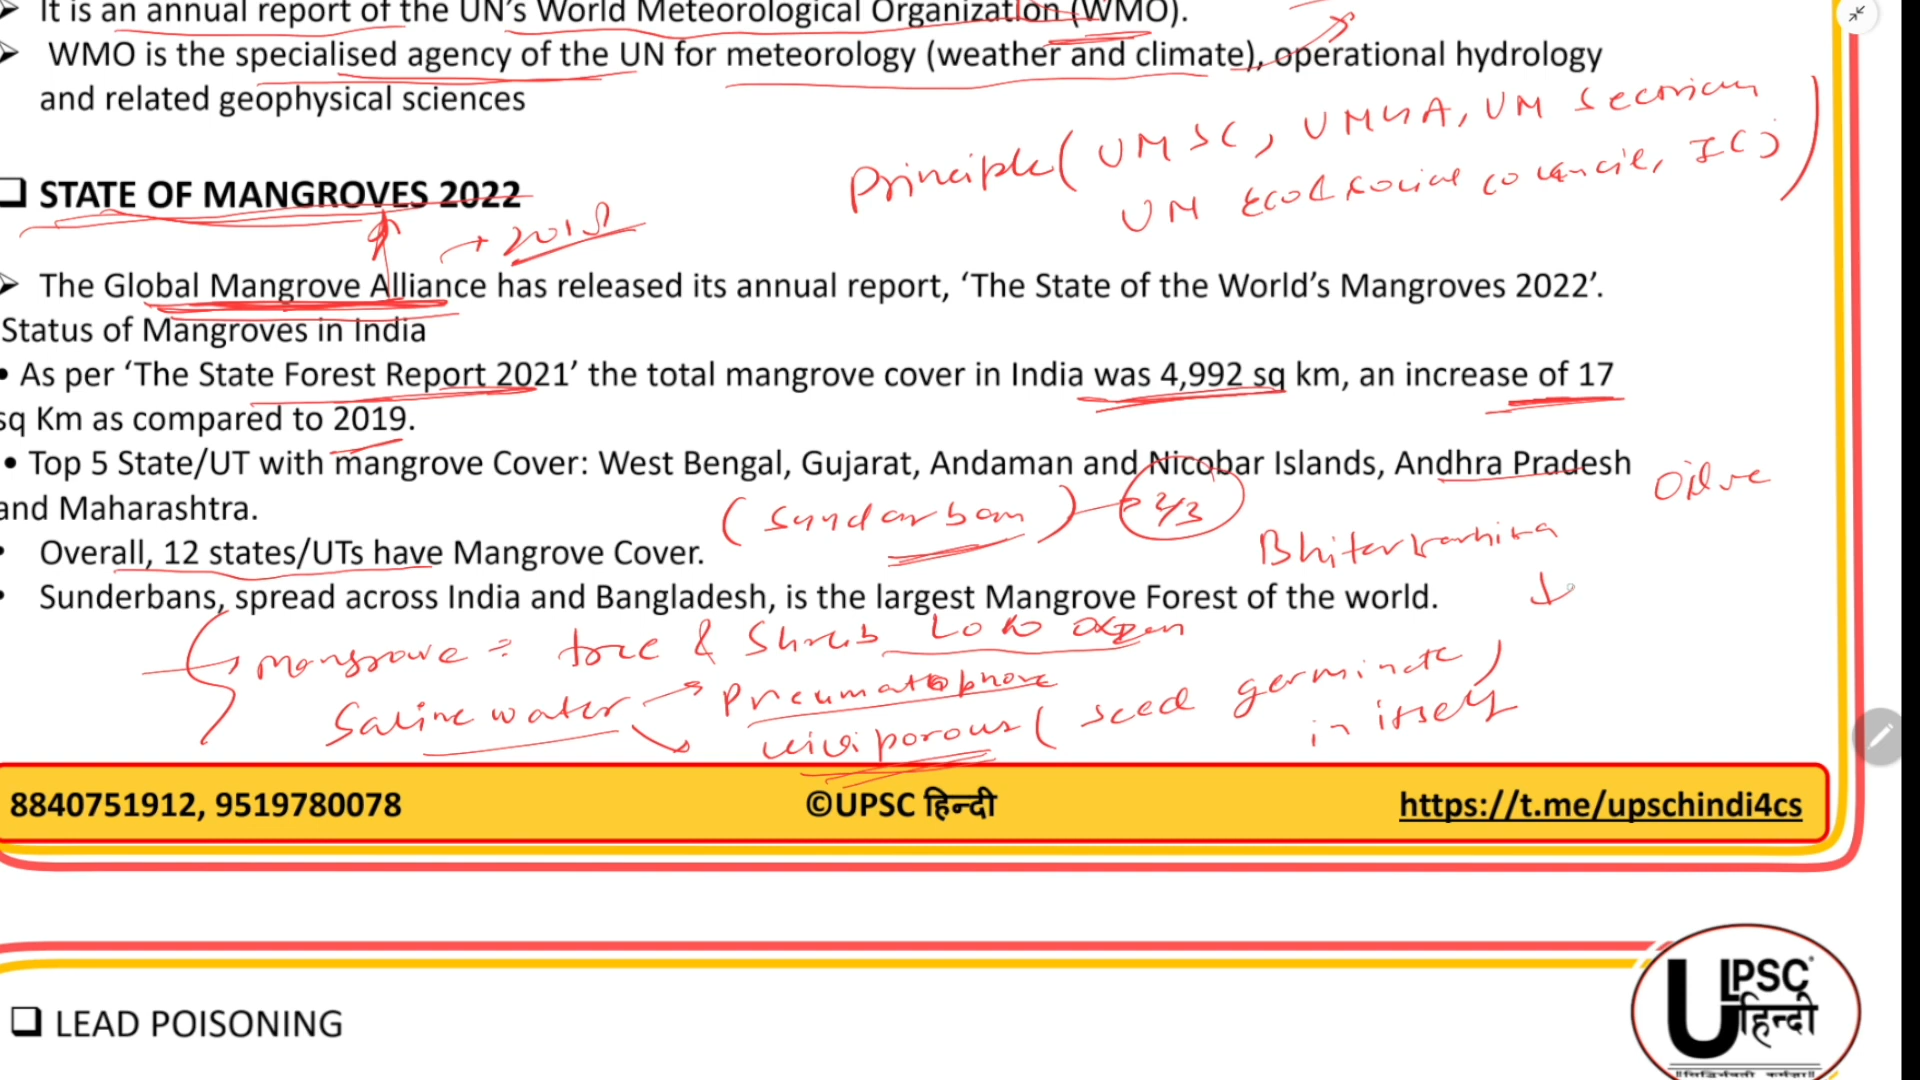 It is an annual report of the UN's World Meteorological Organization (WMO).
WMO is the specialised agency of the UN for meteorology (weather and climate), operational hydrology
and related geophysical sciences
Principle ( UNSC, UNGA, UN
UN Eco & social council, ICJ )
❑ STATE OF MANGROVES 2022
→ 2018
➢ The Global Mangrove Alliance has released its annual report, ‘The State of the World’s Mangroves 2022’.
Status of Mangroves in India
• As per ‘The State Forest Report 2021’ the total mangrove cover in India was 4,992 sq km, an increase of 17
sq Km as compared to 2019.
• Top 5 State/UT with mangrove Cover: West Bengal, Gujarat, Andaman and Nicobar Islands, Andhra Pradesh
and Maharashtra.
(Sundarban) → 2/3
Bhitarkanika
• Overall, 12 states/UTs have Mangrove Cover.
• Sunderbans, spread across India and Bangladesh, is the largest Mangrove Forest of the world.
Mangrove = tree & Shrub Low oxygen
Saline water → Pneumatophore
viviporous ( seed germinate )
in itself
8840751912, 9519780078 ©UPSC हिन्दी https://t.me/upschindi4cs
UPSC
हिन्दी
❑ LEAD POISONING